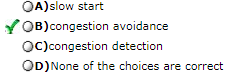 A)slow start
B)congestion avoidance
C)congestion detection
D)None of the choices are correct